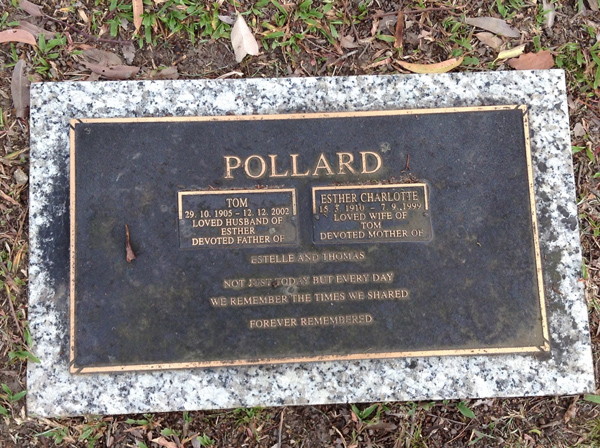 POLLARD
TOM
29. 10. 1905 - 12. 12. 2002
LOVED HUSBAND OF
ESTHER
DEVOTED FATHER OF
ESTHER CHARLOTTE
15. 3. 1910 - 7. 9. 1999
LOVED WIFE OF
TOM
DEVOTED MOTHER OF
ESTELLE AND THOMAS
NOT JUST TODAY BUT EVERY DAY
WE REMEMBER THE TIMES WE SHARED
FOREVER REMEMBERED